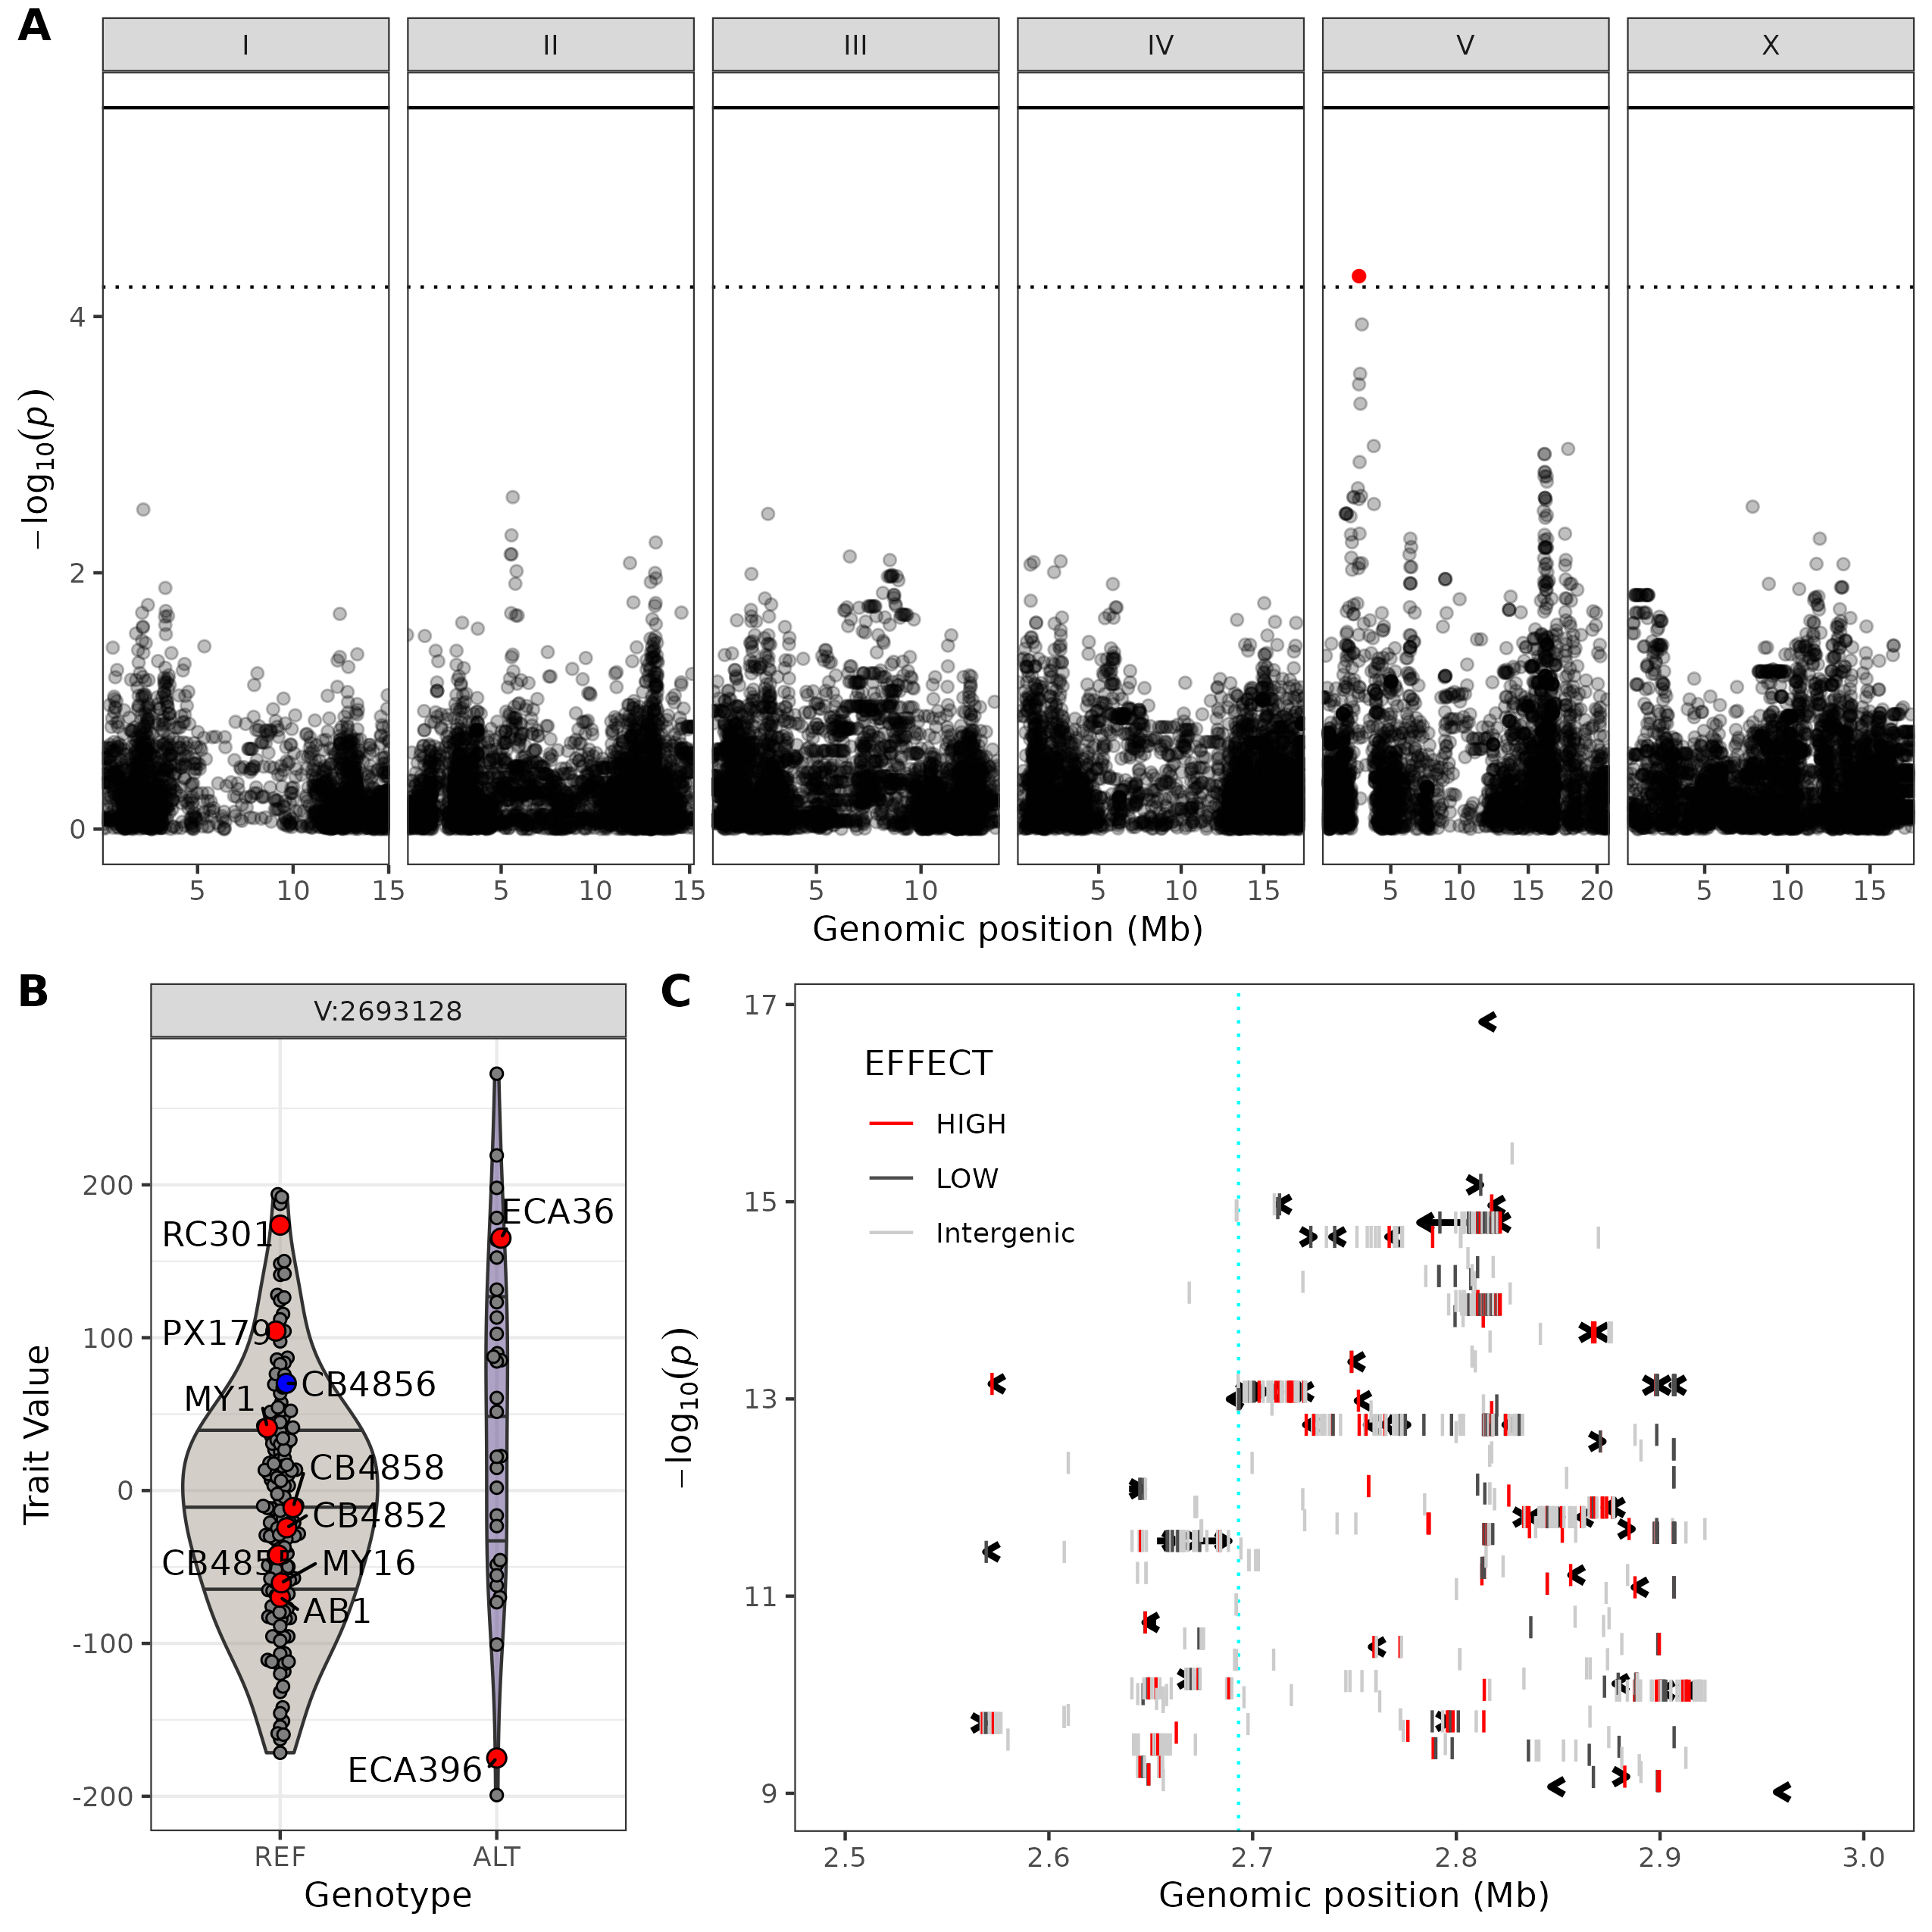 A
I II III IV V X
−log10(p)
4
2
0
5 10 15 5 10 15 5 10 5 10 15 5 10 15 20 5 10 15
Genomic position (Mb)
B
V:2693128
Trait Value
200
100
0
-100
-200
RC301
PX179
MY1
CB4856
CB4858
CB4852
MY16
AB1
ECA36
ECA396
REF ALT
Genotype
C
−log10(p)
17
15
13
11
9
EFFECT
HIGH
LOW
Intergenic
2.5 2.6 2.7 2.8 2.9 3.0
Genomic position (Mb)